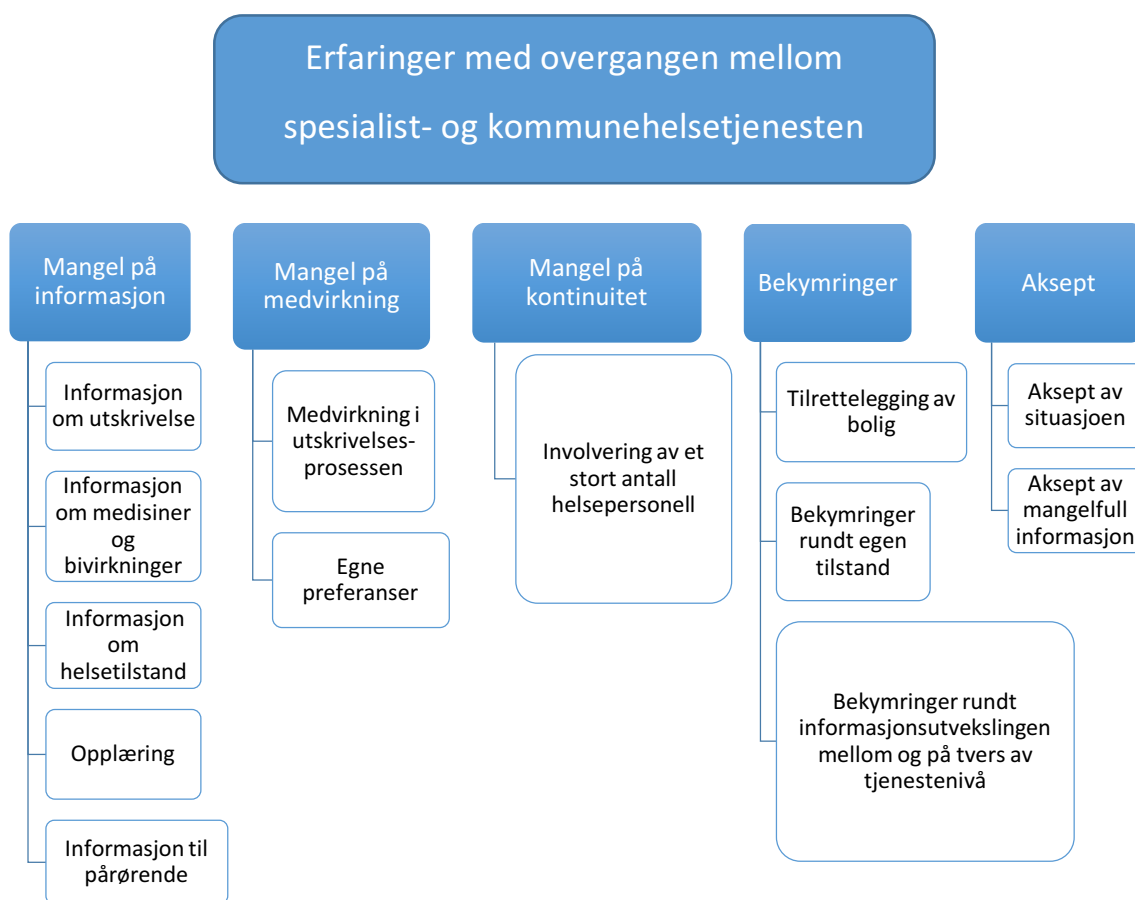 Erfaringer med overgangen mellom
spesialist- og kommunehelsetjenesten
Mangel på
informasjon
Informasjon
om utskrivelse
Informasjon
om medisiner
og
bivirkninger
Informasjon
om
helsetilstand
Opplæring
Informasjon til
pårørende
Mangel på
medvirkning
Medvirkning i
utskrivelses-
prosessen
Egne
preferanser
Mangel på
kontinuitet
Involvering av et
stort antall
helsepersonell
Bekymringer
Tilrettelegging av
bolig
Bekymringer
rundt egen
tilstand
Bekymringer rundt
informasjonsutvekslingen
mellom og på tvers av
tjenestenivå
Aksept
Aksept av
situasjoen
Aksept av
mangelfull
informasjon